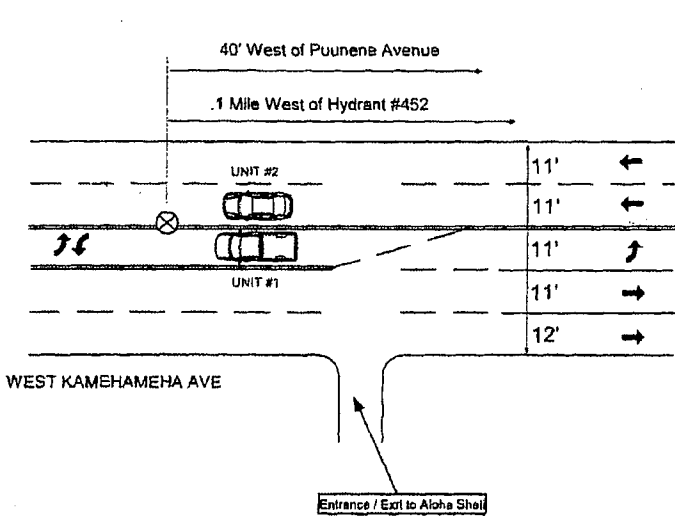 40' West of Puunene Avenue
.1 Mile West of Hydrant #452
UNIT #2
11'
11'
11'
UNIT #1
11'
12'
WEST KAMEHAMEHA AVE
Entrance / Exit to Aloha Shell